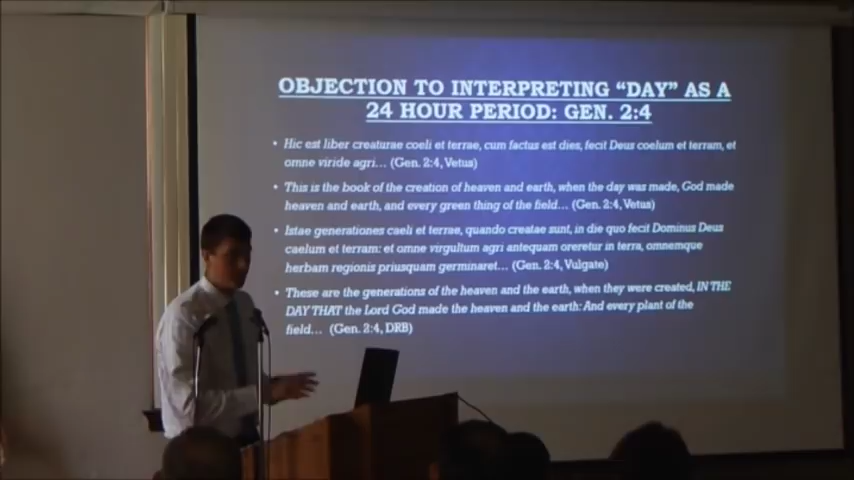 OBJECTION TO INTERPRETING “DAY” AS A
24 HOUR PERIOD: GEN. 2:4
• Hic est liber creaturae coeli et terrae, cum factus est dies, fecit Deus coelum et terram, et
omne viride agri... (Gen. 2:4, Vetus)
• This is the book of the creation of heaven and earth, when the day was made, God made
heaven and earth, and every green thing of the field... (Gen. 2:4, Vetus)
• Istae generationes caeli et terrae, quando creatae sunt, in die quo fecit Dominus Deus
caelum et terram: et omne virgultum agri antequam oreretur in terra, omnemque
herbam regionis priusquam germinaret... (Gen. 2:4, Vulgate)
• These are the generations of the heaven and the earth, when they were created, IN THE
DAY THAT the Lord God made the heaven and the earth: And every plant of the
field... (Gen. 2:4, DRB)